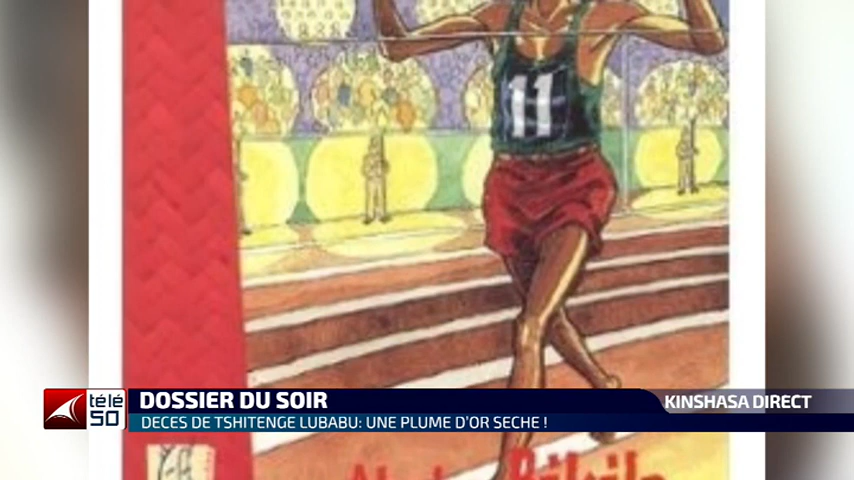 11
télé
50
DOSSIER DU SOIR
KINSHASA DIRECT
DECES DE TSHITENGE LUBABU: UNE PLUME D'OR SECHE !